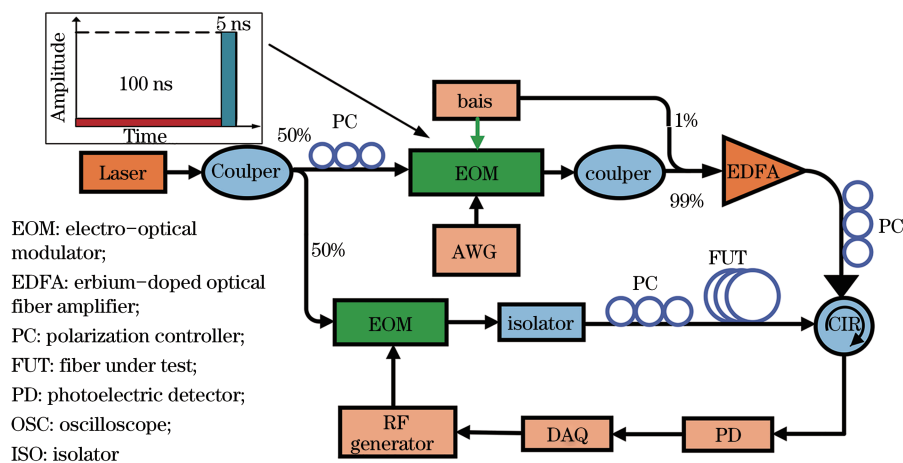 5 ns
Amplitude
100 ns
Time
50%
PC
bais
1%
Laser
Coulper
EOM
coulper
EDFA
99%
PC
AWG
50%
EOM: electro-optical
modulator;
EDFA: erbium-doped optical
fiber amplifier;
PC: polarization controller;
FUT: fiber under test;
PD: photoelectric detector;
OSC: oscilloscope;
ISO: isolator
EOM
isolator
PC
FUT
CIR
RF
generator
DAQ
PD